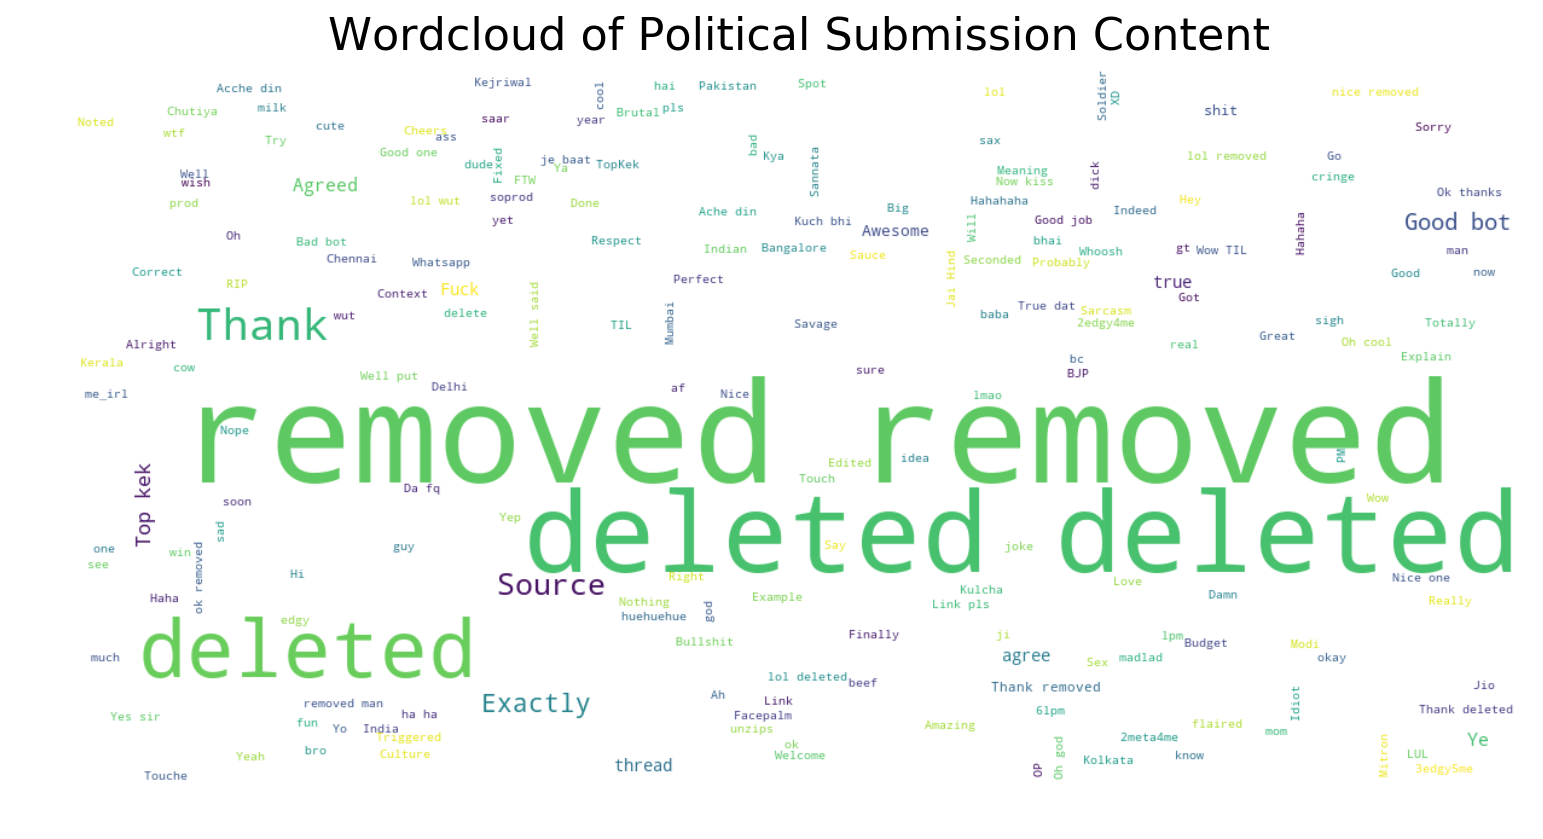 Wordcloud of Political Submission Content
Acche din
Kejriwal
cool
hai
Pakistan
Spot
lol
Soldier
XD
nice removed
Chutiya
milk
Noted
wtf
cute
Try
Cheers
ass
saar
year
Brutal
pls
shit
Sorry
Good one
dude
Fixed
je baat
Ya
TopKek
bad
Kya
Sannata
sax
Meaning
Now kiss
dick
lol removed
Go
cringe
Well
wish
Agreed
FTW
prod
lol wut
soprod
Done
yet
Ache din
Kuch bhi
Big
Awesome
Hahahaha
Will
Good job
Indeed
Hey
Ok thanks
Good bot
Oh
Bad bot
Chennai
Whatsapp
Respect
Indian
Bangalore
Sauce
Jai Hind
Seconded
bhai
Probably
Whoosh
gt
Wow TIL
Hahaha
man
Correct
RIP
Context
Fuck
Well said
Perfect
true
Got
Good
now
Thank
wut
delete
TIL
Mumbai
Savage
baba
True dat
Sarcasm
2edgy4me
sigh
Totally
Alright
Great
Oh cool
real
Explain
Kerala
cow
Well put
Delhi
af
Nice
sure
bc
BJP
me_irl
lmao
removed removed
Nope
Edited
idea
PM
Top kek
soon
Da fq
Touch
Wow
deleted deleted
sad
Yep
one
see
win
ok removed
guy
Say
joke
Hi
Source
Right
Love
Nice one
Haha
Nothing
huehuehue
god
Example
Kulcha
Link pls
Damn
Really
edgy
deleted
Bullshit
Finally
ji
lpm
Budget
Modi
much
agree
Sex
madlad
okay
lol deleted
beef
Thank removed
Jio
removed man
Exactly
Ah
Link
Facepalm
Idiot
Thank deleted
Yes sir
fun
Yo
India
ha ha
unzips
Amazing
6lpm
flaired
mom
Triggered
2meta4me
Ye
bro
Culture
ok
Welcome
Oh god
Kolkata
know
Mitron
LUL
Yeah
Touche
thread
OP
3edgy5me